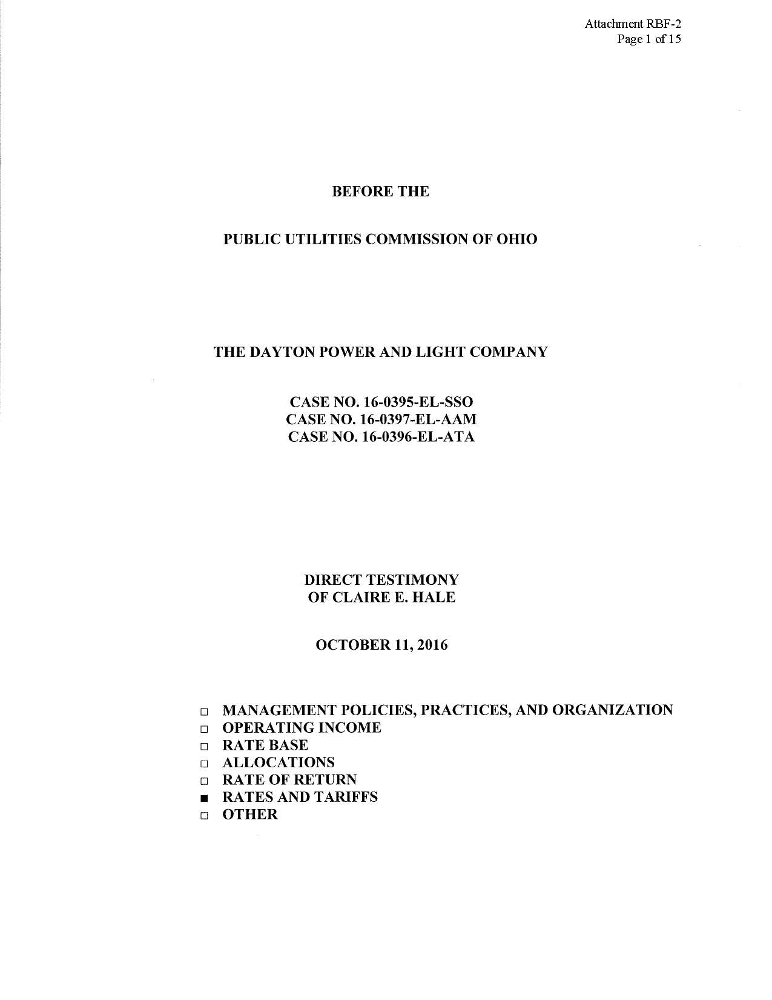 Attachment RBF-2
Page 1 of 15
BEFORE THE
PUBLIC UTILITIES COMMISSION OF OHIO
THE DAYTON POWER AND LIGHT COMPANY
CASE NO. 16-0395-EL-SSO
CASE NO. 16-0397-EL-AAM
CASE NO. 16-0396-EL-ATA
DIRECT TESTIMONY
OF CLAIRE E. HALE
OCTOBER 11, 2016
□ MANAGEMENT POLICIES, PRACTICES, AND ORGANIZATION
□ OPERATING INCOME
□ RATE BASE
□ ALLOCATIONS
□ RATE OF RETURN
■ RATES AND TARIFFS
□ OTHER